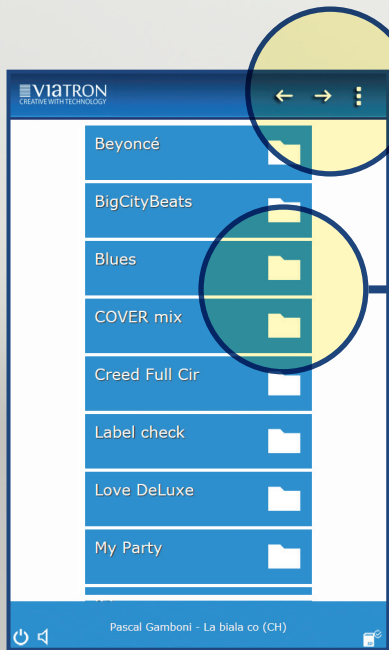 VIATRON
CREATIVE WITH TECHNOLOGY
Beyoncé
BigCityBeats
Blues
COVER mix
Creed Full Cir
Label check
Love DeLuxe
My Party
Pascal Gamboni - La biala co (CH)